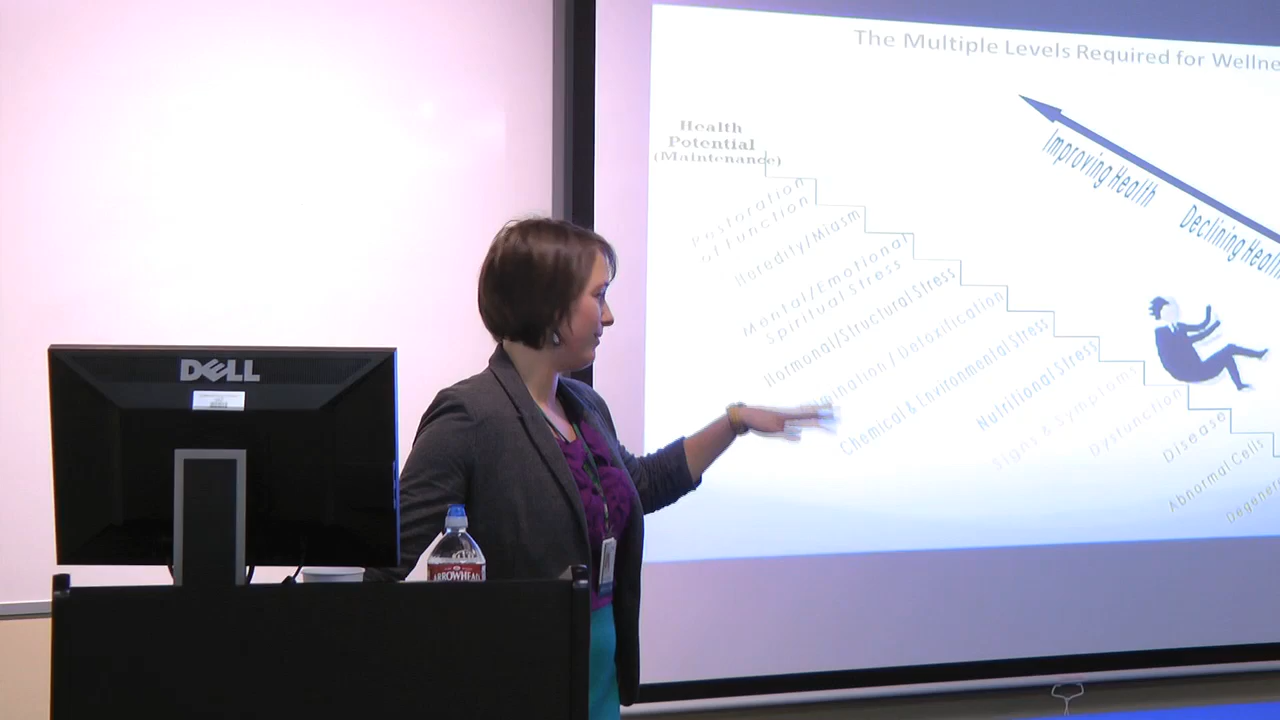 The Multiple Levels Required for Wellne
Improving Health
Declining Healt
Health
Potential
(Maintenance)
of Function
Heredity/Miasm
Mental/Emotional
Spiritual Stress
Hormonal/Structural Stress
/ Detoxification
Chemical & Environmental Stress
Nutritional Stress
Signs & Symptoms
Dysfunction
Disease
Abnormal Cells
Degener
DELL
ARROWHEAD